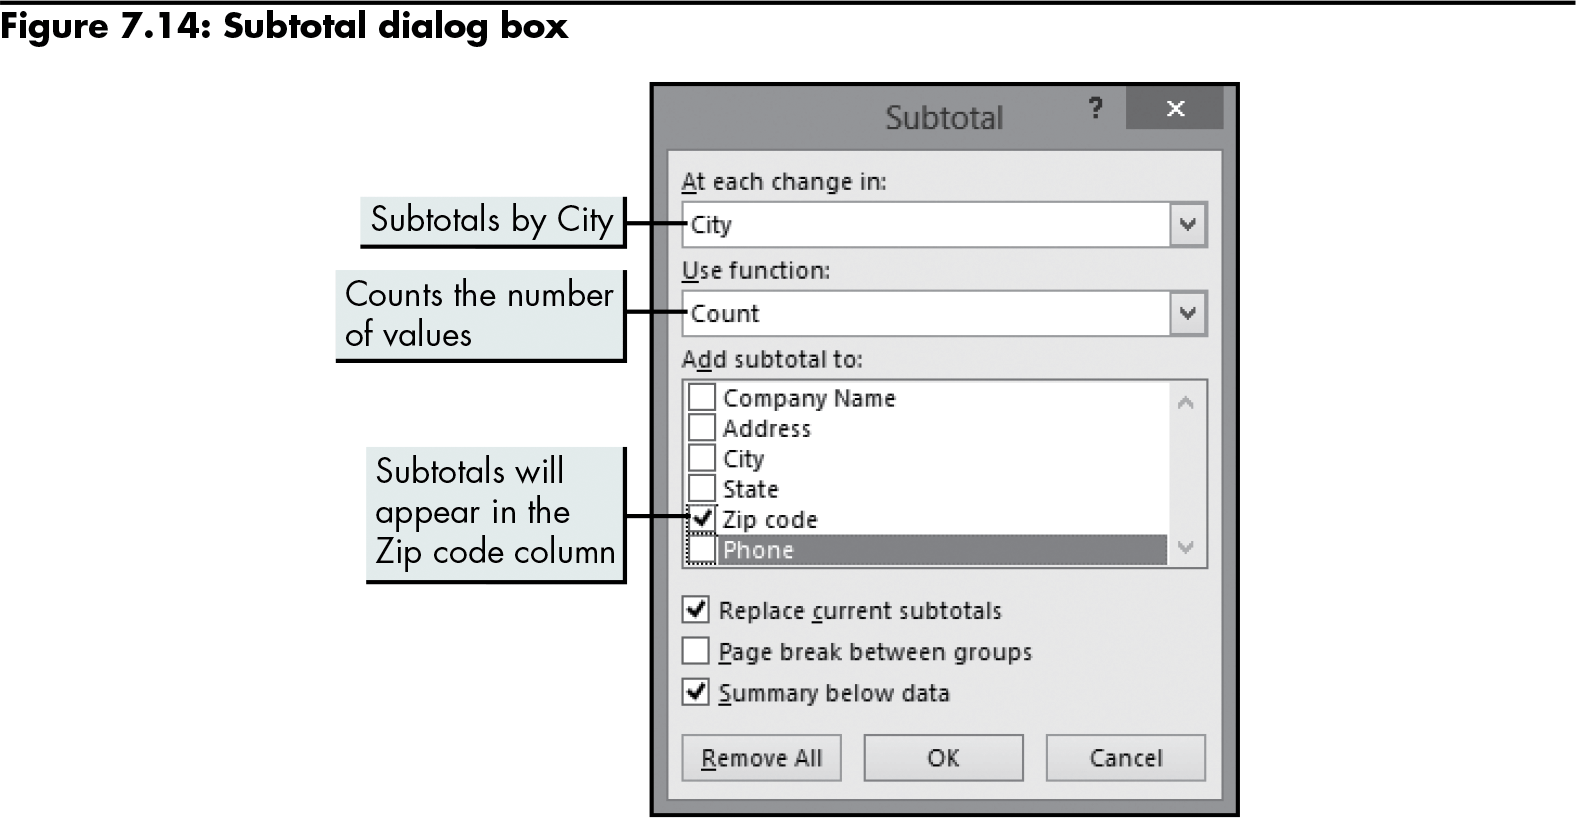 Figure 7.14: Subtotal dialog box
Subtotal
? x
At each change in:
Subtotals by City
City
Use function:
Counts the number
of values
Count
Add subtotal to:
Company Name
Address
City
State
Zip code
Phone
Subtotals will
appear in the
Zip code column
Replace current subtotals
Page break between groups
Summary below data
Remove All OK Cancel